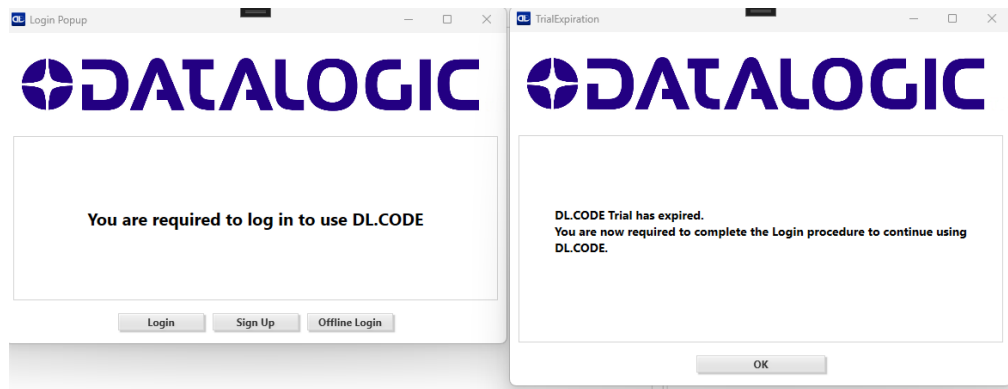 Login Popup
DATALOGIC
You are required to log in to use DL.CODE
Login
Sign Up
Offline Login
TrialExpiration
DATALOGIC
DL.CODE Trial has expired.
You are now required to complete the Login procedure to continue using
DL.CODE.
OK